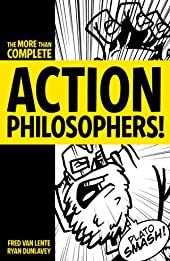 THE MORE THAN
COMPLETE
ACTION
PHILOSOPHERS!
PLATO
SMASH!
FRED VAN LENTE
RYAN DUNLAVEY